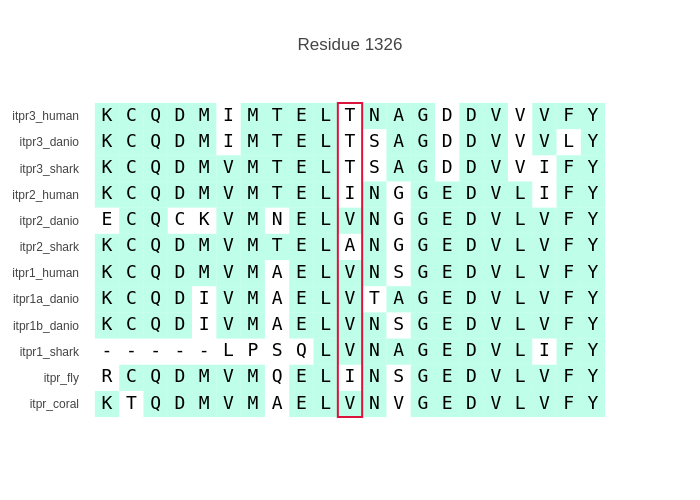 Residue 1326
itpr3_human K C Q D M I M T E L T N A G D D V V V F Y
itpr3_danio K C Q D M I M T E L T S A G D D V V V L Y
itpr3_shark K C Q D M V M T E L T S A G D D V V I F Y
itpr2_human K C Q D M V M T E L I N G G E D V L I F Y
itpr2_danio E C Q C K V M N E L V N G G E D V L V F Y
itpr2_shark K C Q D M V M T E L A N G G E D V L V F Y
itpr1_human K C Q D M V M A E L V N S G E D V L V F Y
itpr1a_danio K C Q D I V M A E L V T A G E D V L V F Y
itpr1b_danio K C Q D I V M A E L V N S G E D V L V F Y
itpr1_shark - - - - - L P S Q L V N A G E D V L I F Y
itpr_fly R C Q D M V M Q E L I N S G E D V L V F Y
itpr_coral K T Q D M V M A E L V N V G E D V L V F Y